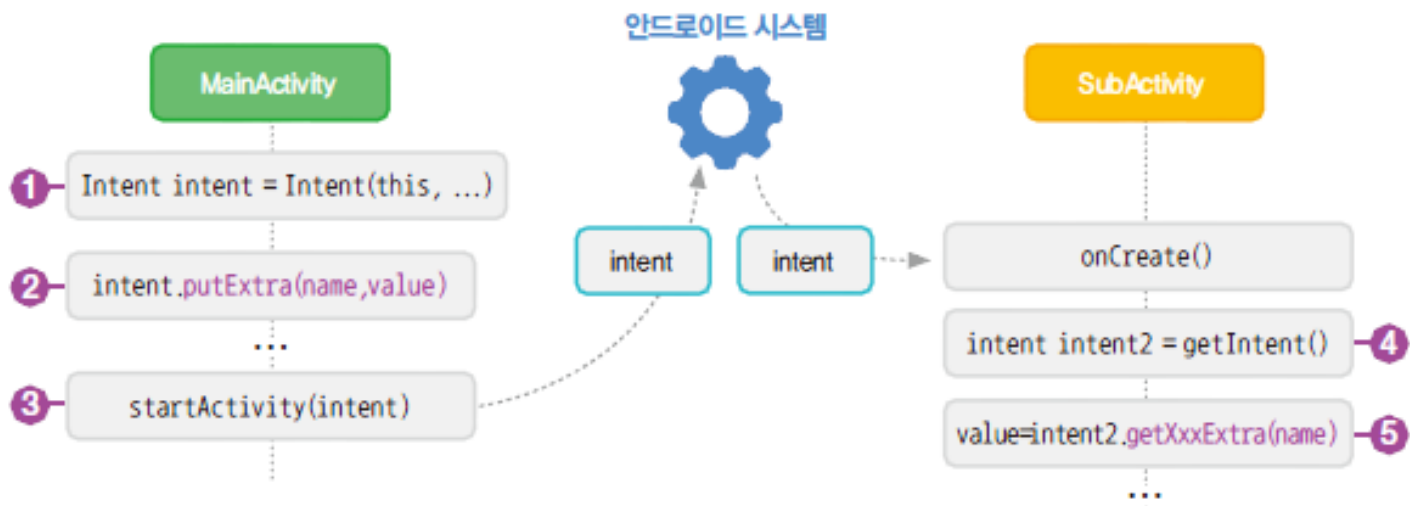 안드로이드 시스템
MainActivity
SubActivity
1
Intent intent = Intent(this, ...)
2
intent.putExtra(name,value)
...
3
startActivity(intent)
intent
intent
onCreate()
intent intent2 = getIntent()
4
value=intent2.getXxxExtra(name)
5
...